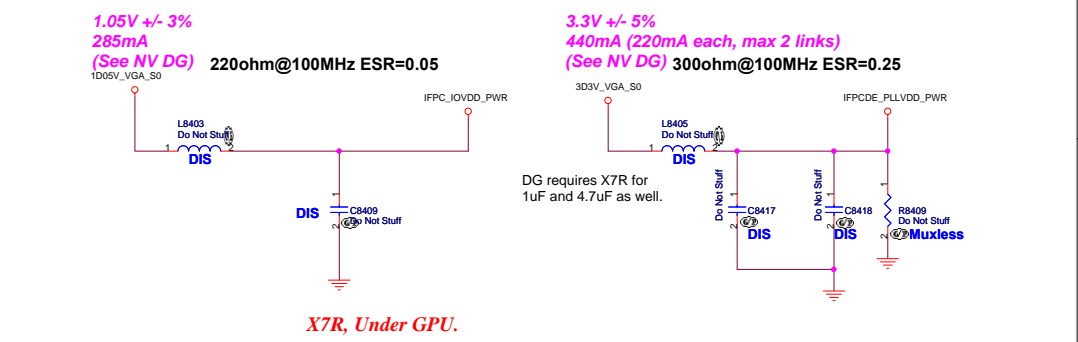 1.05V +/- 3%
285mA
(See NV DG) 220ohm@100MHz ESR=0.05
1D05V_VGA_S0
IFPC_IOVDD_PWR
L8403
Do Not Stuff
1 2
DIS
DIS
1
C8409
Do Not Stuff
2
X7R, Under GPU.
3.3V +/- 5%
440mA (220mA each, max 2 links)
(See NV DG) 300ohm@100MHz ESR=0.25
3D3V_VGA_S0
IFPCDE_PLLVDD_PWR
L8405
Do Not Stuff
1 2
DIS
DG requires X7R for
1uF and 4.7uF as well.
Do Not Stuff
1
C8417
2
DIS
Do Not Stuff
1
C8418
2
DIS
1
R8409
Do Not Stuff
2
Muxless